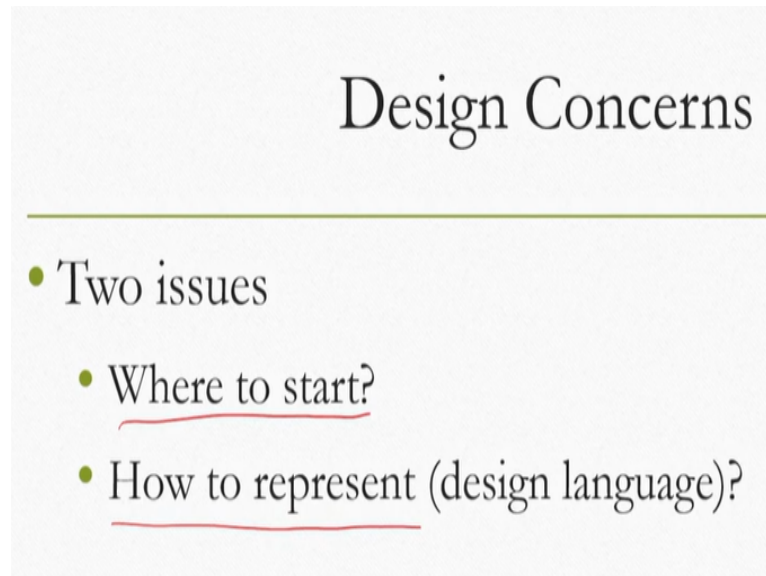 Design Concerns
Two issues
Where to start?
How to represent (design language)?